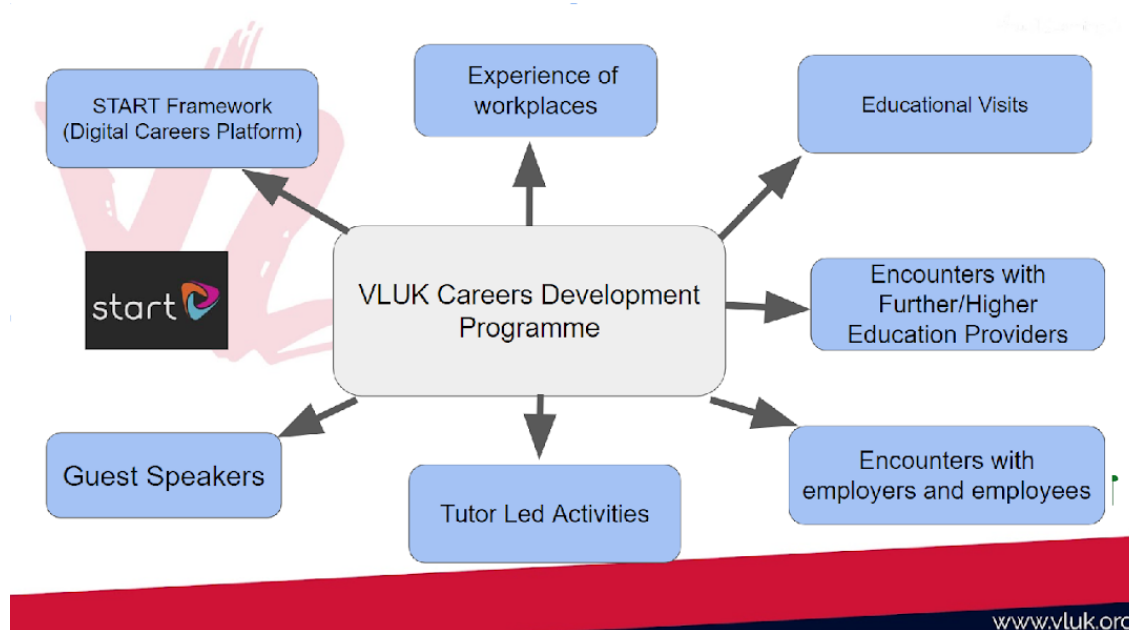 START Framework
(Digital Careers Platform)
Experience of
workplaces
Educational Visits
start
VLUK Careers Development
Programme
Encounters with
Further/Higher
Education Providers
Guest Speakers
Tutor Led Activities
Encounters with
employers and employees
www.vluk.org